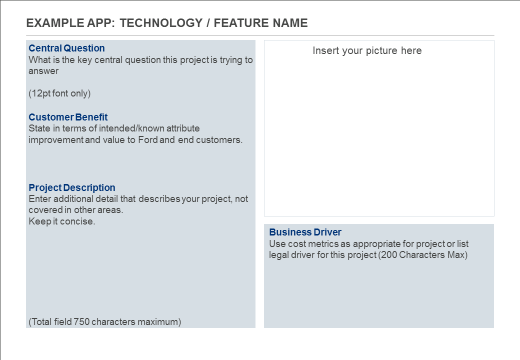 EXAMPLE APP: TECHNOLOGY / FEATURE NAME
Central Question
What is the key central question this project is trying to
answer
(12pt font only)
Customer Benefit
State in terms of intended/known attribute
improvement and value to Ford and end customers.
Project Description
Enter additional detail that describes your project, not
covered in other areas.
Keep it concise.
(Total field 750 characters maximum)
Insert your picture here
Business Driver
Use cost metrics as appropriate for project or list
legal driver for this project (200 Characters Max)